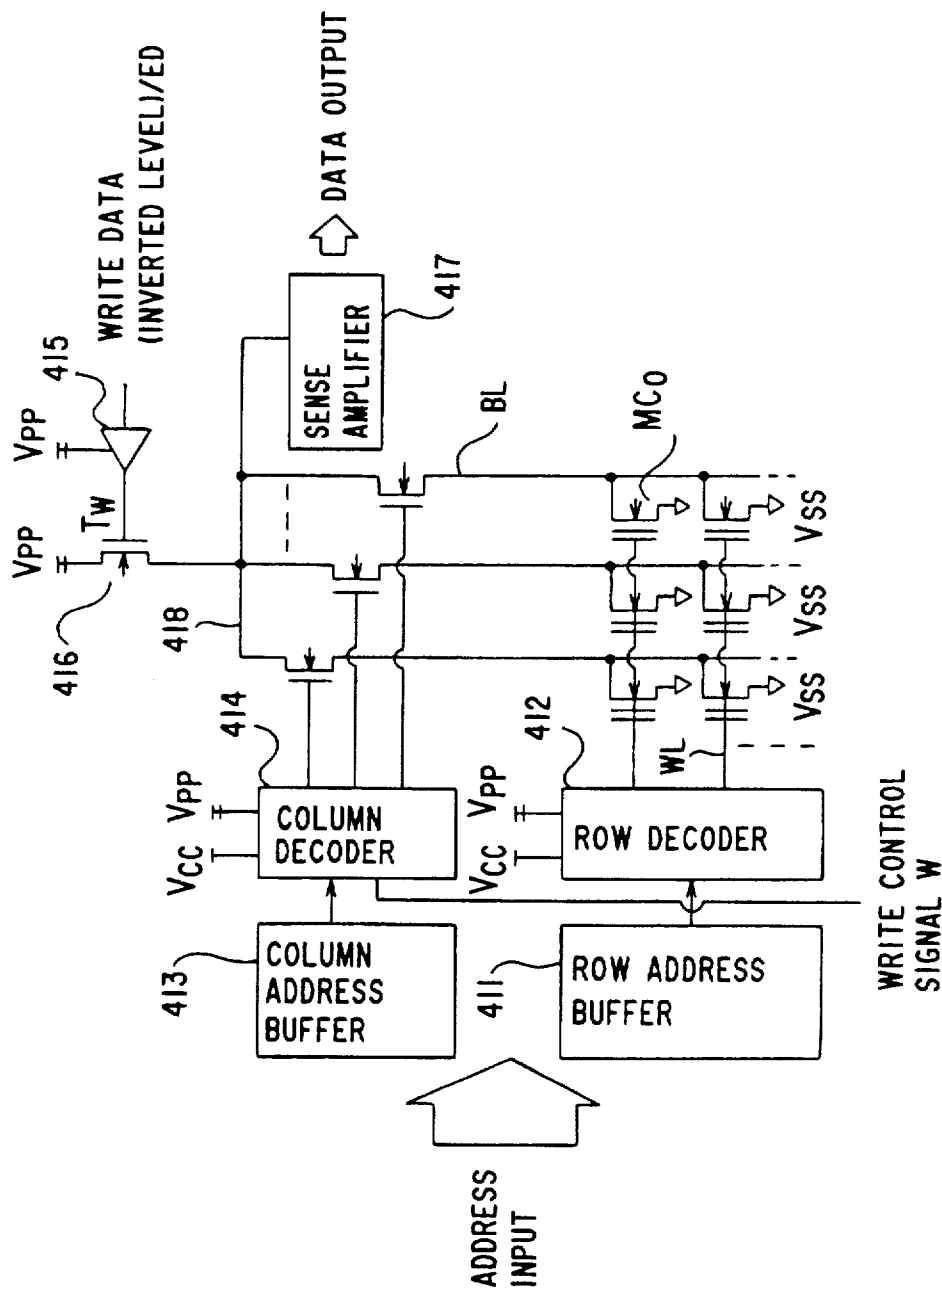 ADDRESS
INPUT
413
COLUMN
ADDRESS
BUFFER
411
ROW ADDRESS
BUFFER
WRITE CONTROL
SIGNAL W
VCC
VPP
414
COLUMN
DECODER
VCC
VPP
412
ROW DECODER
WL
416
418
VPP
TW
VPP
415
WRITE DATA
(INVERTED LEVEL)/ED
SENSE
AMPLIFIER
417
DATA OUTPUT
BL
MC0
VSS
VSS
VSS